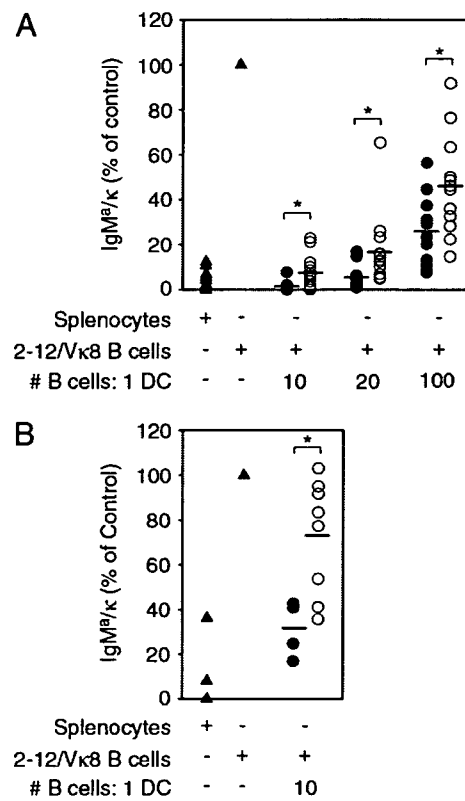 A
IgMᵃ/κ (% of control)
120
100
80
60
40
20
0
* * *
Splenocytes + - - - -
2-12/Vκ8 B cells - + + + +
# B cells: 1 DC - - 10 20 100
B
IgMᵃ/κ (% of Control)
120
100
80
60
40
20
0
*
Splenocytes + - -
2-12/Vκ8 B cells - + +
# B cells: 1 DC - - 10